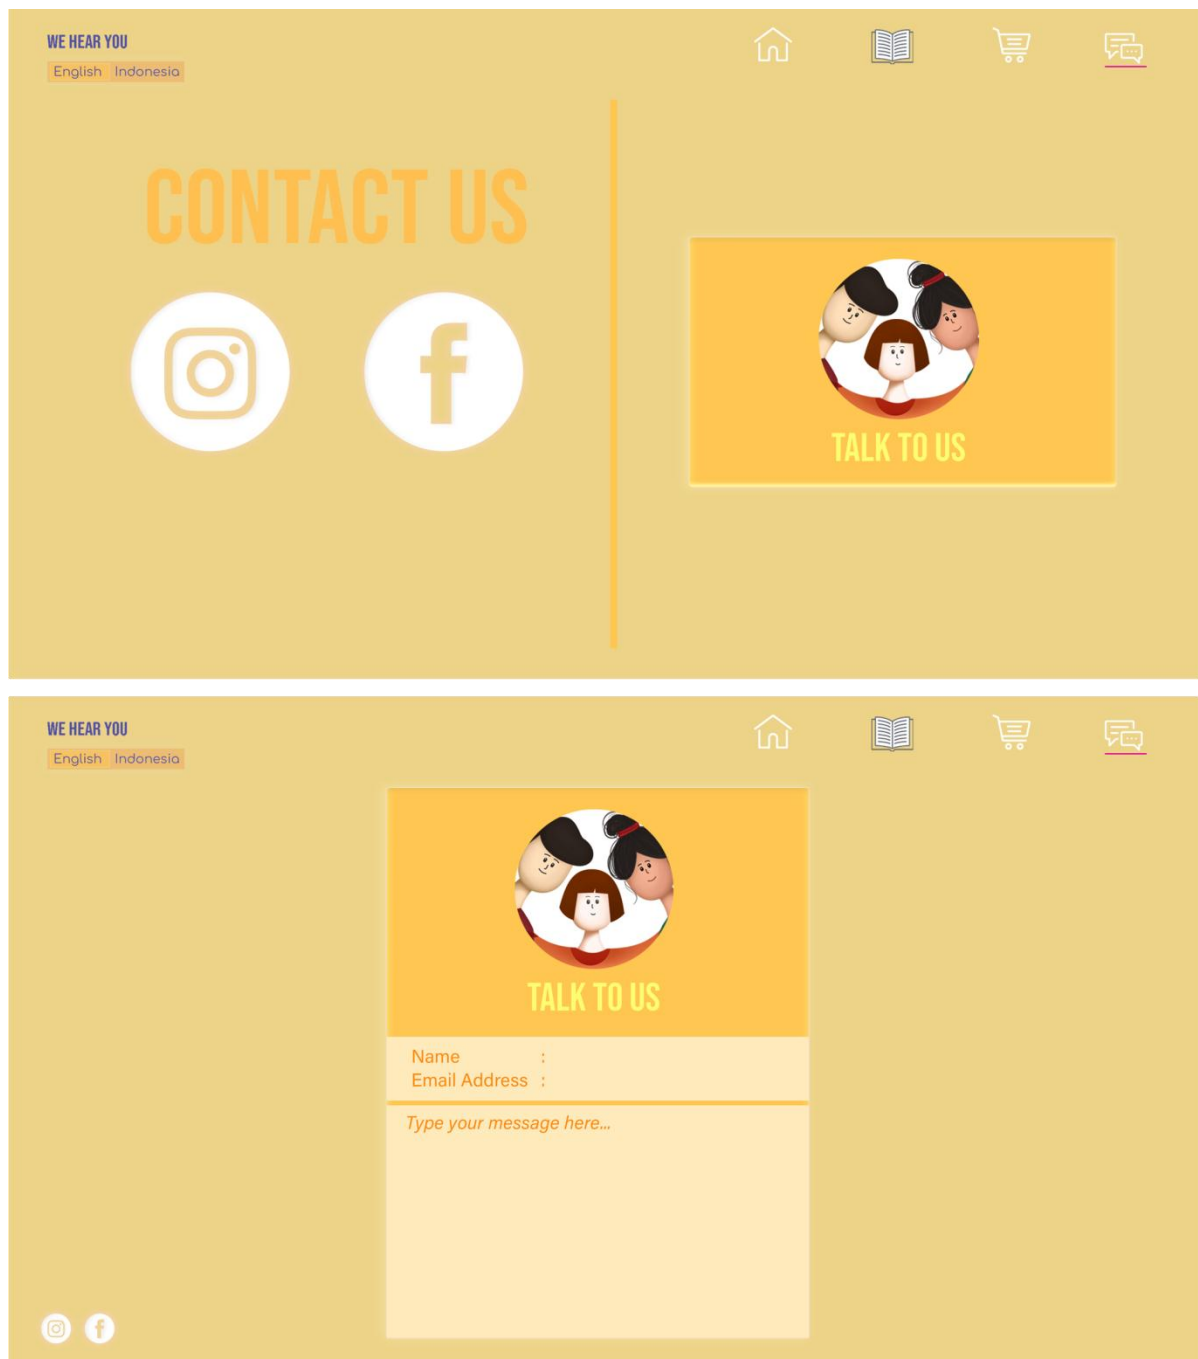 WE HEAR YOU
English Indonesia
CONTACT US
TALK TO US
WE HEAR YOU
English Indonesia
TALK TO US
Name :
Email Address :
Type your message here...